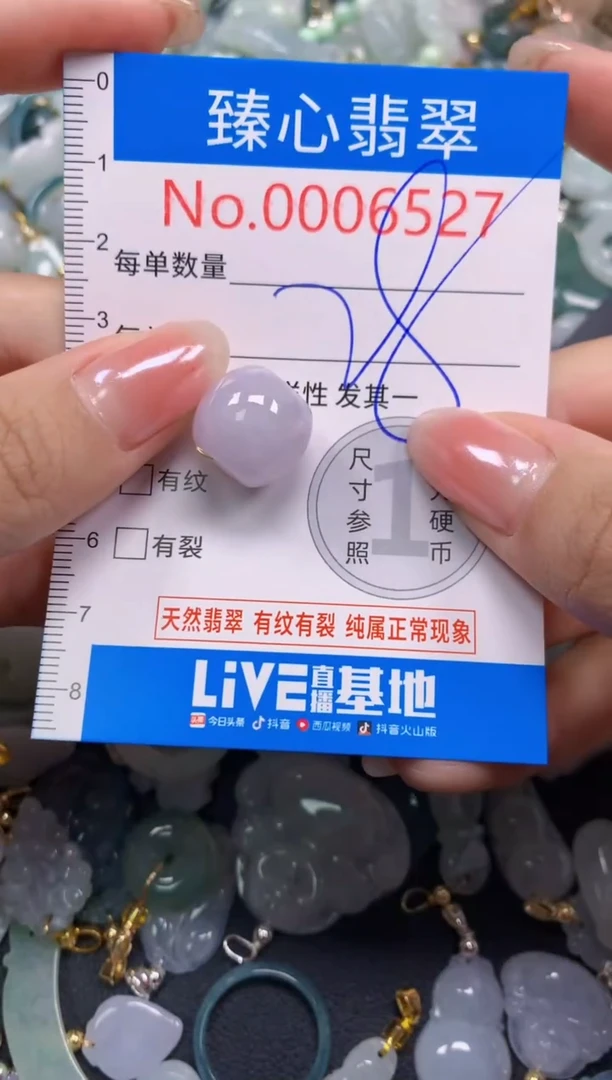 0
臻心翡翠
1
No.0006527
2
每单数量
28
3
性 发其一
尺寸参照
1
硬币
有纹
6
有裂
天然翡翠 有纹有裂 纯属正常现象
7
LiVE直播基地
8
头条 今日头条 抖音 西瓜视频 抖音火山版